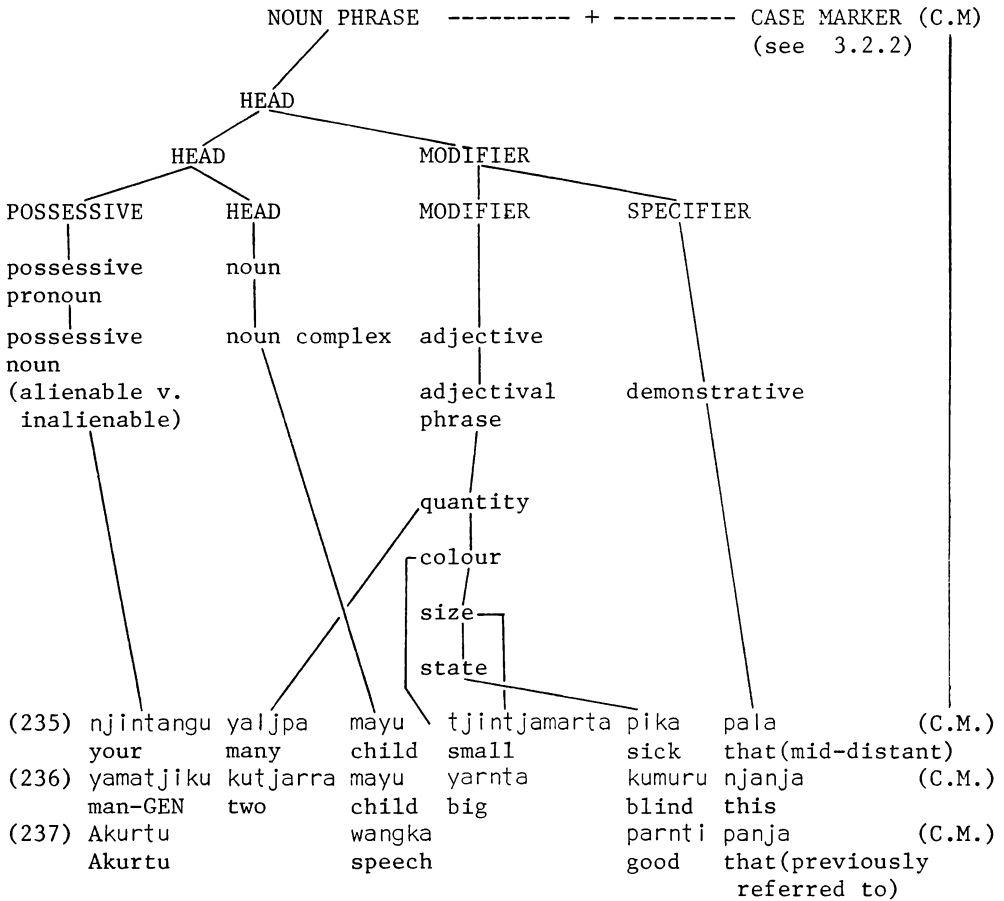 NOUN PHRASE --------- + --------- CASE MARKER (C.M)
(see 3.2.2)
HEAD
HEAD MODIFIER
POSSESSIVE HEAD MODIFIER SPECIFIER
possessive noun
pronoun
possessive noun complex adjective
noun
(alienable v. adjectival demonstrative
inalienable) phrase
quantity
colour
size
state
(235) njintangu yaljpa mayu tjintjamarta pika pala (C.M.)
your many child small sick that(mid-distant)
(236) yamatjiku kutjarra mayu yarnta kumuru njanja (C.M.)
man-GEN two child big blind this
(237) Akurtu wangka parnti panja (C.M.)
Akurtu speech good that(previously
referred to)